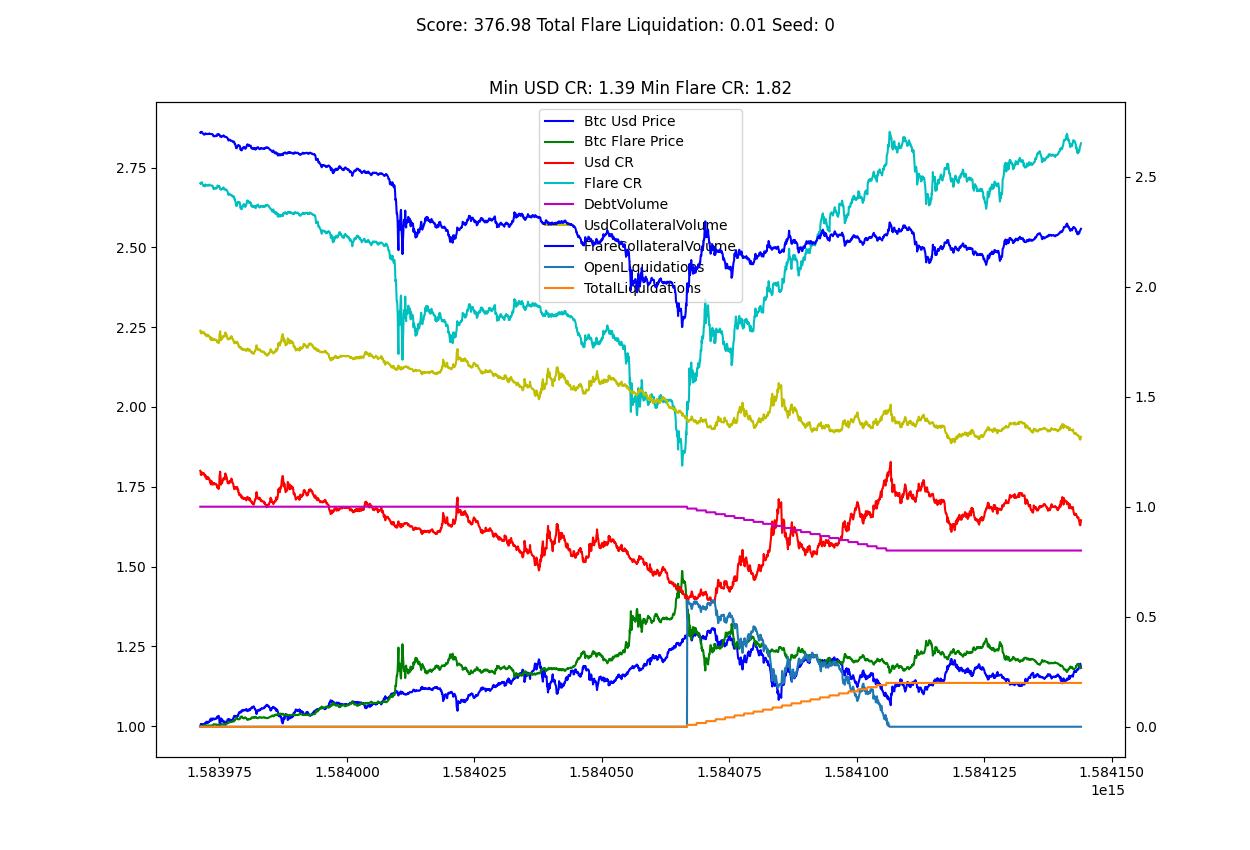 Score: 376.98 Total Flare Liquidation: 0.01 Seed: 0
Min USD CR: 1.39 Min Flare CR: 1.82
Btc Usd Price
Btc Flare Price
Usd CR
Flare CR
DebtVolume
UsdCollateralVolume
FlareCollateralVolume
OpenLiquidations
TotalLiquidations
2.75
2.50
2.25
2.00
1.75
1.50
1.25
1.00
2.5
2.0
1.5
1.0
0.5
0.0
1.583975 1.584000 1.584025 1.584050 1.584075 1.584100 1.584125 1.584150
1e15